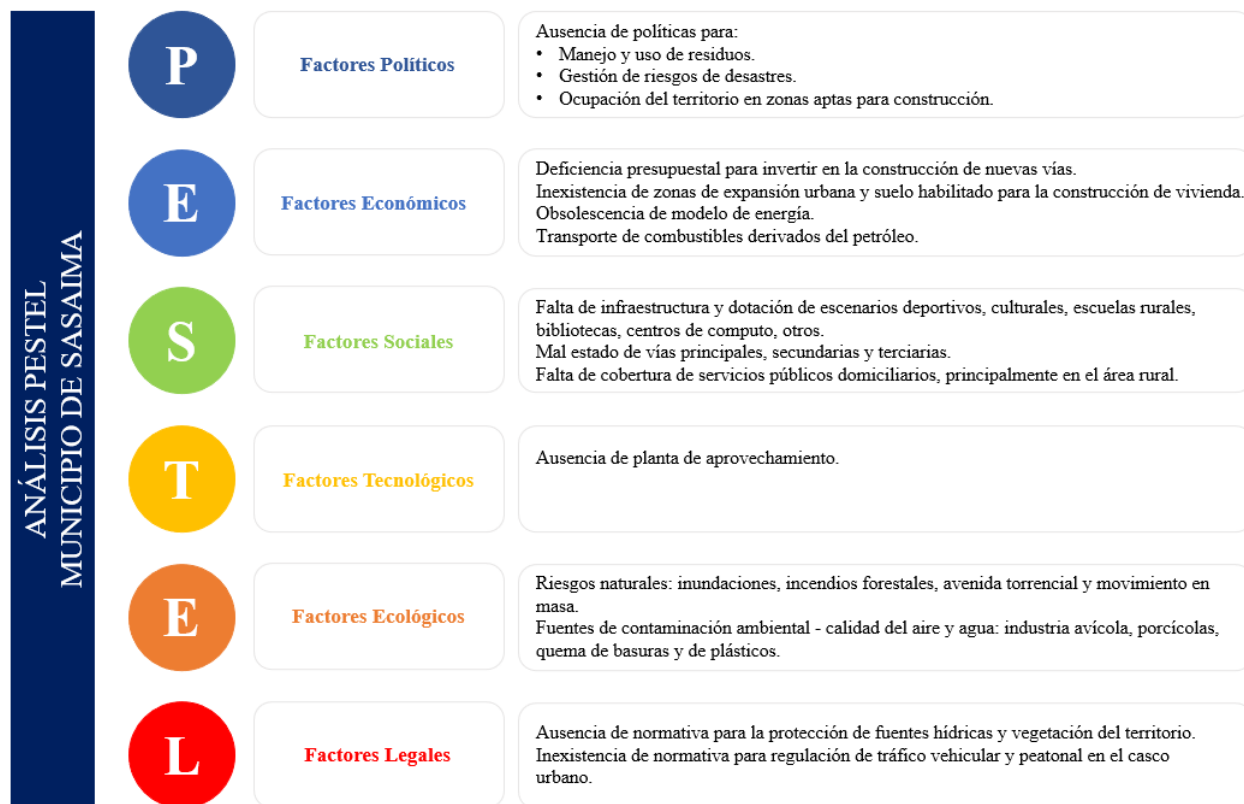 ANÁLISIS PESTEL
MUNICIPIO DE SASAIMA
P
Factores Políticos
Ausencia de políticas para:
• Manejo y uso de residuos.
• Gestión de riesgos de desastres.
• Ocupación del territorio en zonas aptas para construcción.
E
Factores Económicos
Deficiencia presupuestal para invertir en la construcción de nuevas vías.
Inexistencia de zonas de expansión urbana y suelo habilitado para la construcción de vivienda.
Obsolescencia de modelo de energía.
Transporte de combustibles derivados del petróleo.
S
Factores Sociales
Falta de infraestructura y dotación de escenarios deportivos, culturales, escuelas rurales,
bibliotecas, centros de computo, otros.
Mal estado de vías principales, secundarias y terciarias.
Falta de cobertura de servicios públicos domiciliarios, principalmente en el área rural.
T
Factores Tecnológicos
Ausencia de planta de aprovechamiento.
E
Factores Ecológicos
Riesgos naturales: inundaciones, incendios forestales, avenida torrencial y movimiento en
masa.
Fuentes de contaminación ambiental - calidad del aire y agua: industria avícola, porcícolas,
quema de basuras y de plásticos.
L
Factores Legales
Ausencia de normativa para la protección de fuentes hídricas y vegetación del territorio.
Inexistencia de normativa para regulación de tráfico vehicular y peatonal en el casco
urbano.